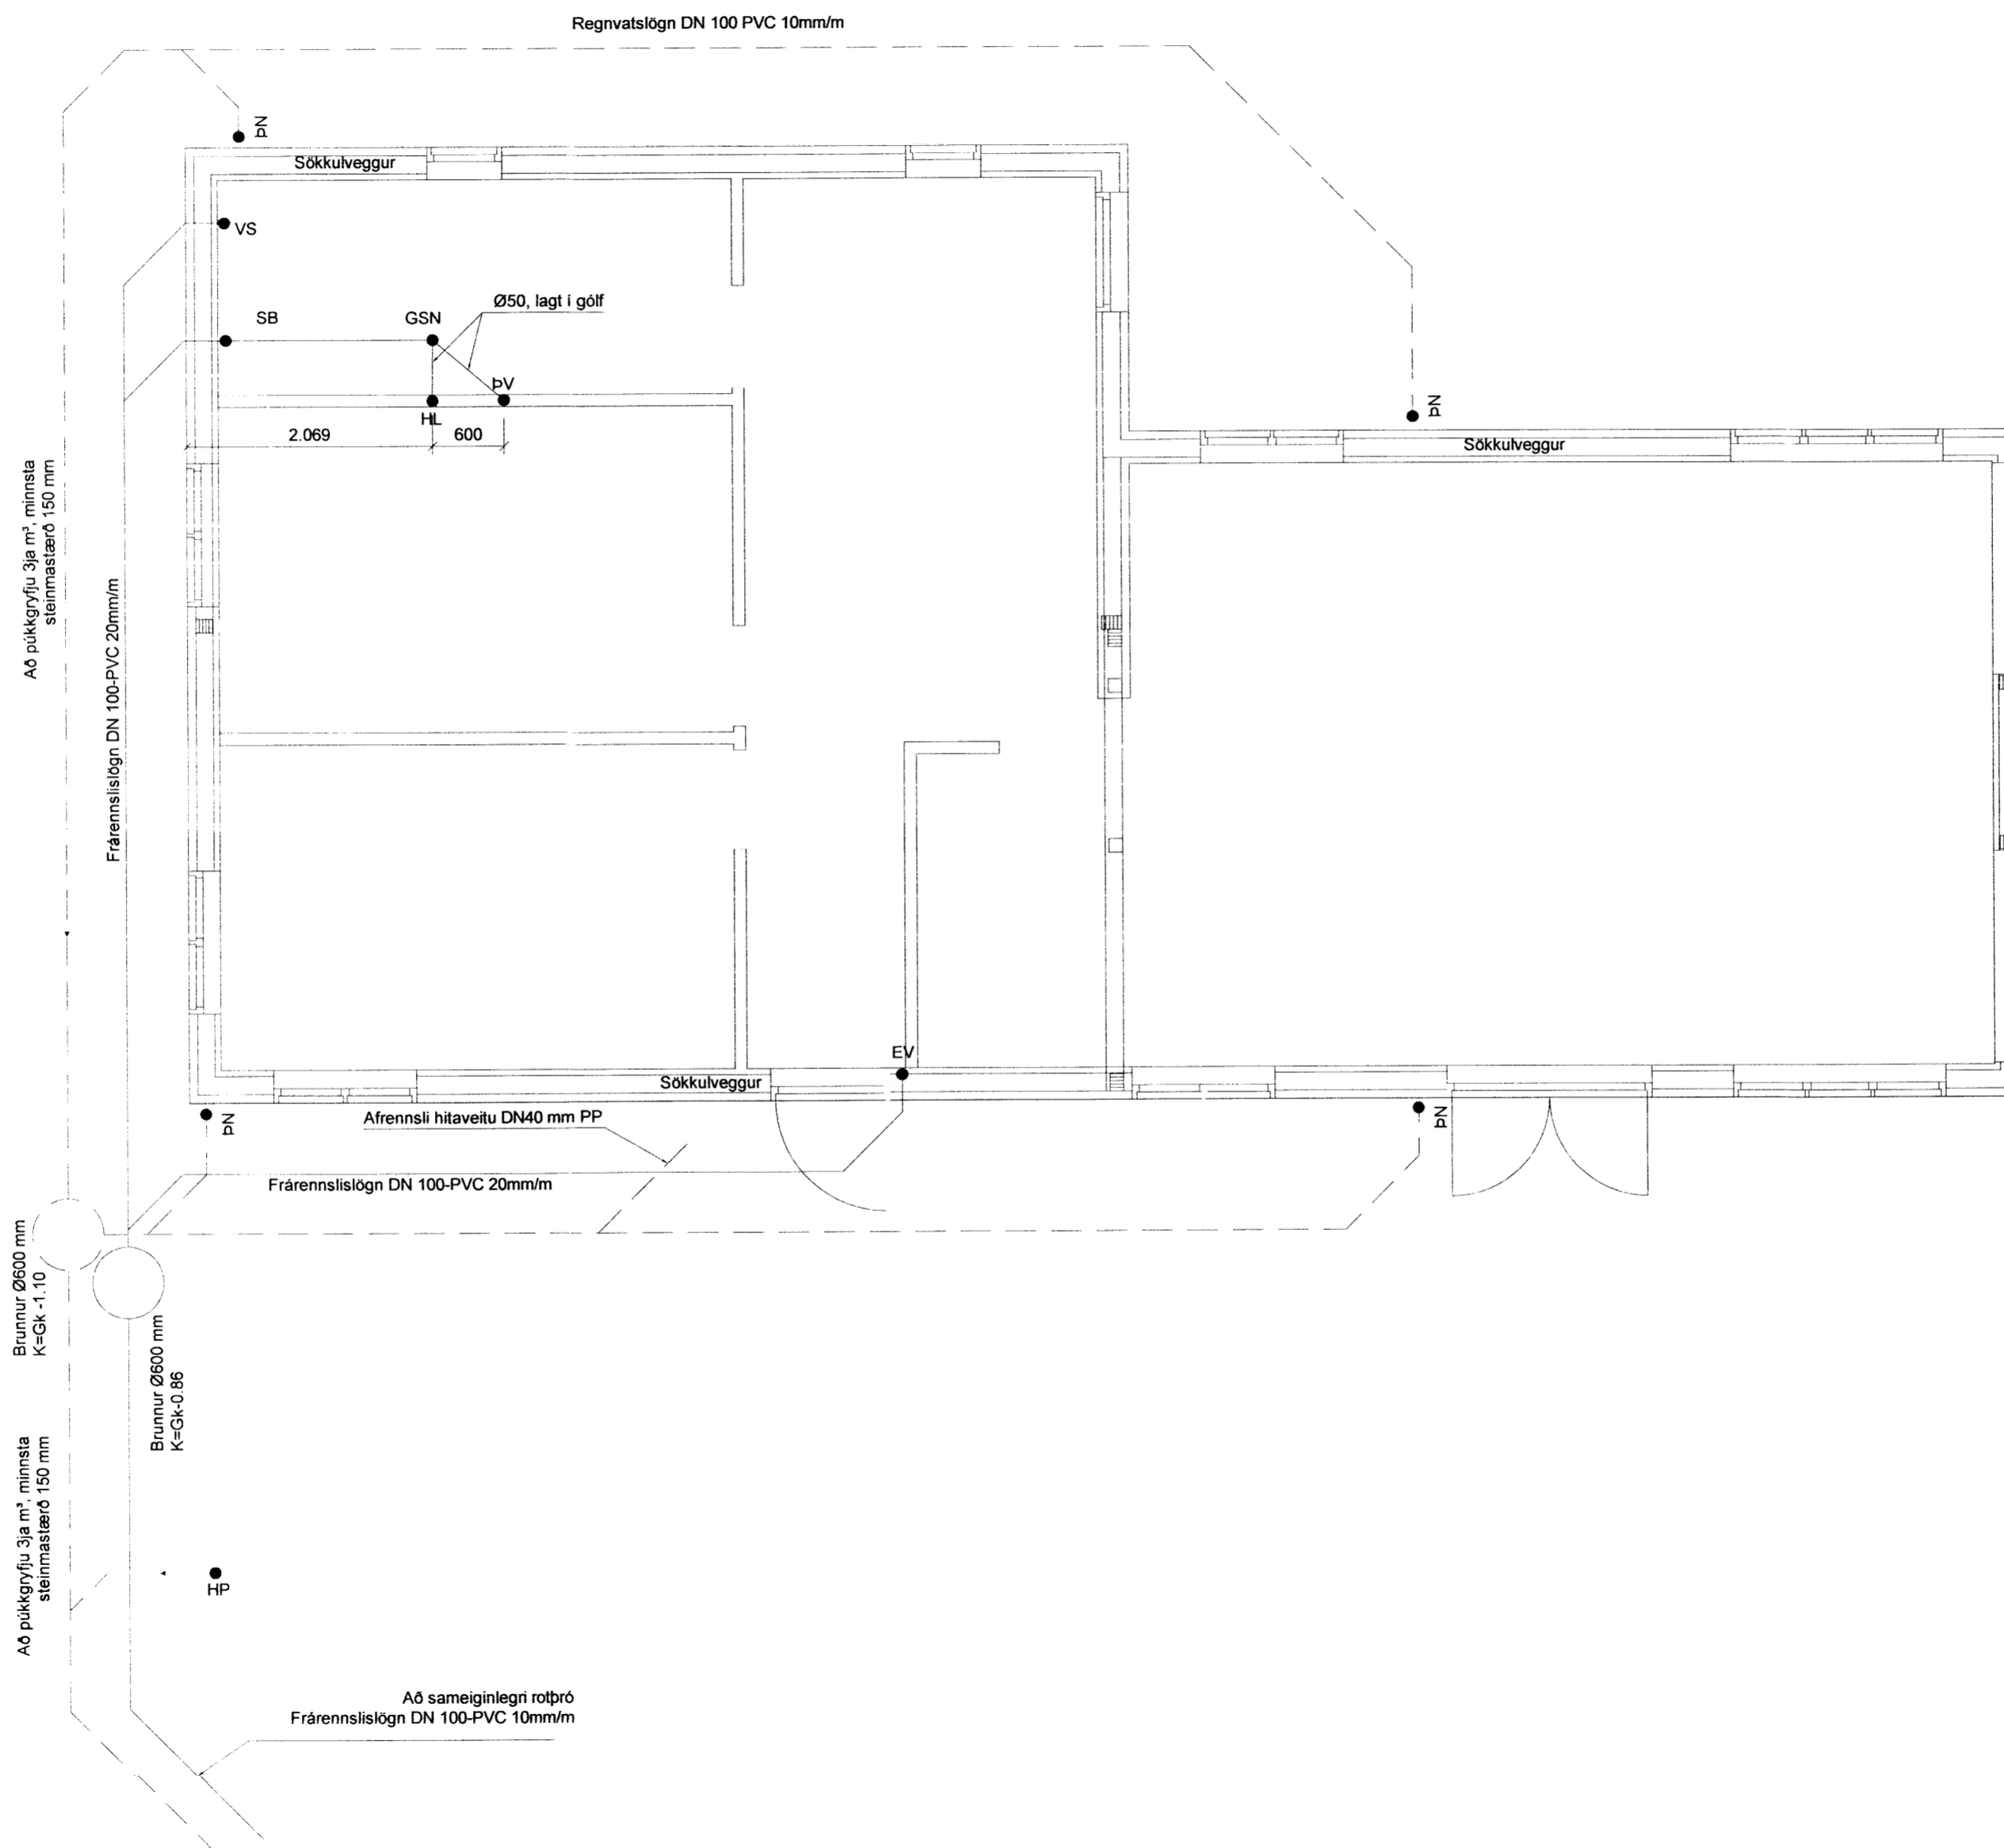 Regnvatslögn DN 100 PVC 10mm/m
ÞN
Sökkulveggur
VS
Ø50, lagt í gólf
SB
GSN
ÞV
HL
2.069
600
ÞN
Sökkulveggur
Að púkkgryfju 3ja m³, minnsta
steinmastærð 150 mm
Frárennslislögn DN 100-PVC 20mm/m
EV
Sökkulveggur
ÞN
Afrennsli hitaveitu DN40 mm PP
ÞN
Frárennslislögn DN 100-PVC 20mm/m
Brunnur Ø600 mm
K=Gk -1.10
Brunnur Ø600 mm
K=Gk-0.86
Að púkkgryfju 3ja m³, minnsta
steinmastærð 150 mm
HP
Að sameiginlegri rotþró
Frárennslislögn DN 100-PVC 10mm/m